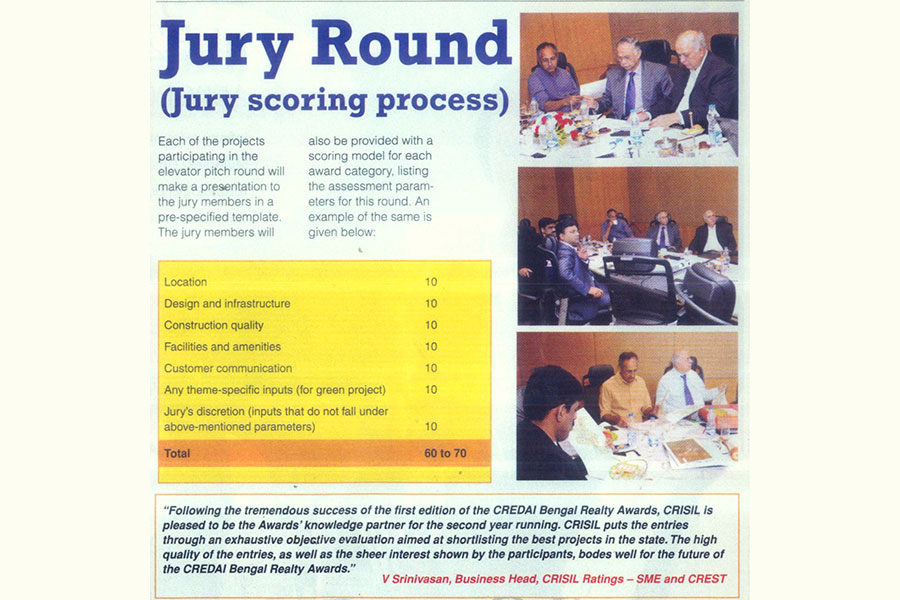 Jury Round
(Jury scoring process)
Each of the projects
participating in the
elevator pitch round will
make a presentation to
the jury members in a
pre-specified template.
The jury members will
also be provided with a
scoring model for each
award category, listing
the assessment param-
eters for this round. An
example of the same is
given below:
Location 10
Design and infrastructure 10
Construction quality 10
Facilities and amenities 10
Customer communication 10
Any theme-specific inputs (for green project) 10
Jury's discretion (inputs that do not fall under
above-mentioned parameters) 10
Total 60 to 70
"Following the tremendous success of the first edition of the CREDAI Bengal Realty Awards, CRISIL is
pleased to be the Awards' knowledge partner for the second year running. CRISIL puts the entries
through an exhaustive objective evaluation aimed at shortlisting the best projects in the state. The high
quality of the entries, as well as the sheer interest shown by the participants, bodes well for the future of
the CREDAI Bengal Realty Awards."
V Srinivasan, Business Head, CRISIL Ratings – SME and CREST